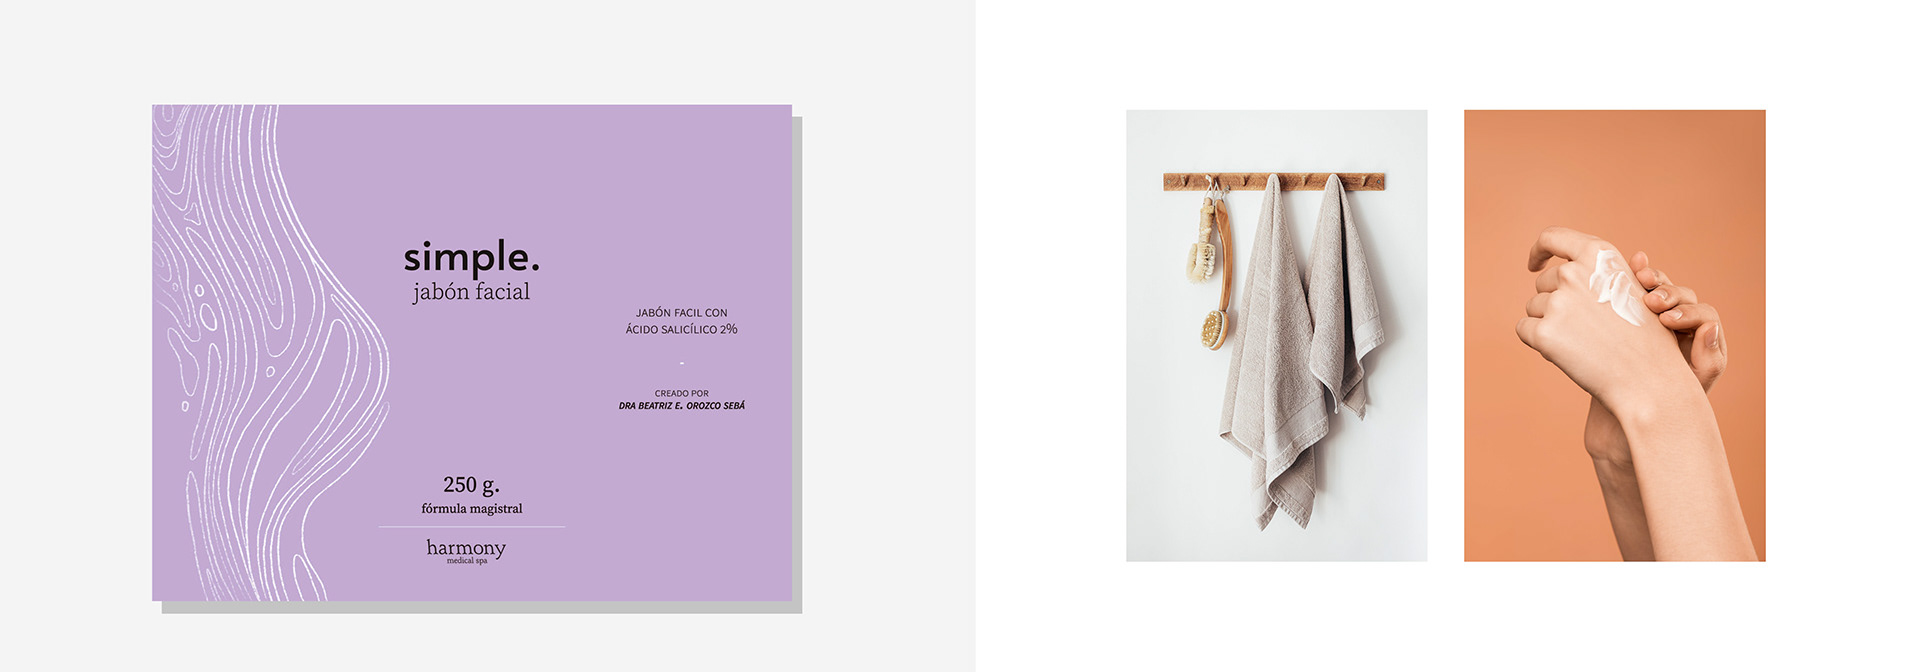 simple.
jabón facial
JABÓN FACIL CON
ÁCIDO SALICÍLICO 2%
-
CREADO POR
DRA BEATRIZ E. OROZCO SEBÁ
250 g.
fórmula magistral
harmony
medical spa